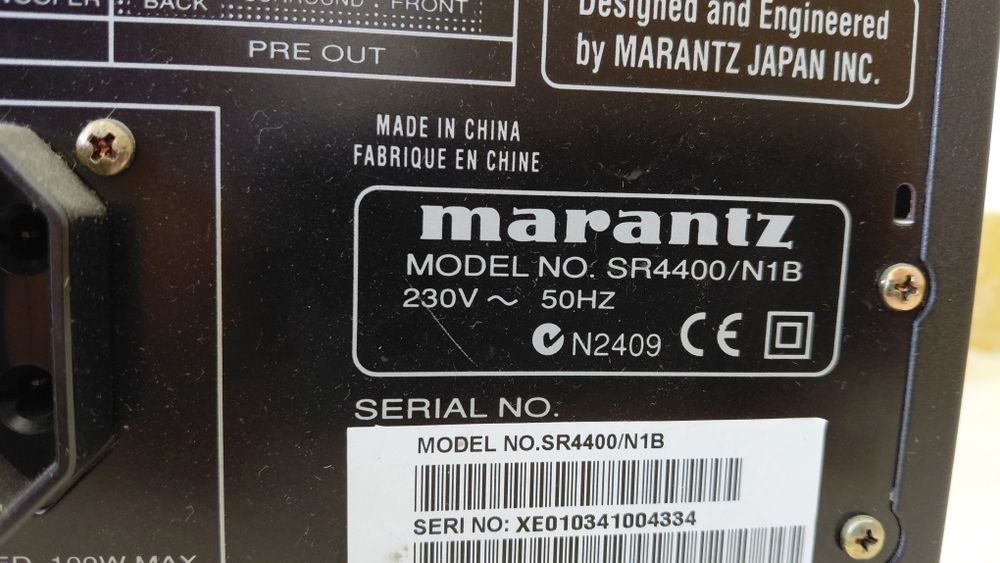 BACK SURROUND FRONT
PRE OUT
Designed and Engineered
by MARANTZ JAPAN INC.
MADE IN CHINA
FABRIQUE EN CHINE
marantz
MODEL NO. SR4400/N1B
230V ~ 50HZ
N2409 CE
SERIAL NO.
MODEL NO.SR4400/N1B
SERI NO: XE010341004334
100W MAX